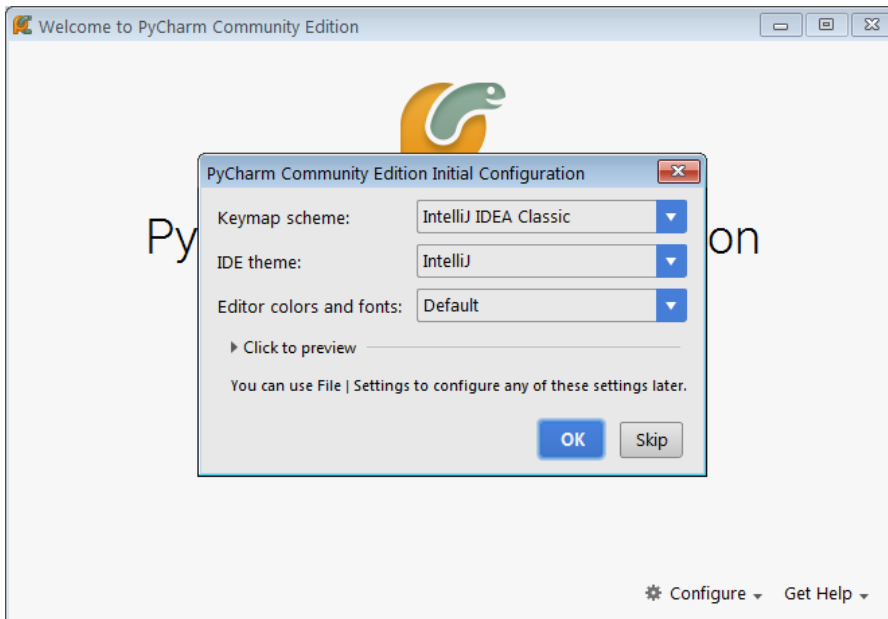 Welcome to PyCharm Community Edition
PyCharm Community Edition Initial Configuration
Keymap scheme: IntelliJ IDEA Classic
Py on
IDE theme: IntelliJ
Editor colors and fonts: Default
Click to preview
You can use File | Settings to configure any of these settings later.
OK Skip
Configure Get Help